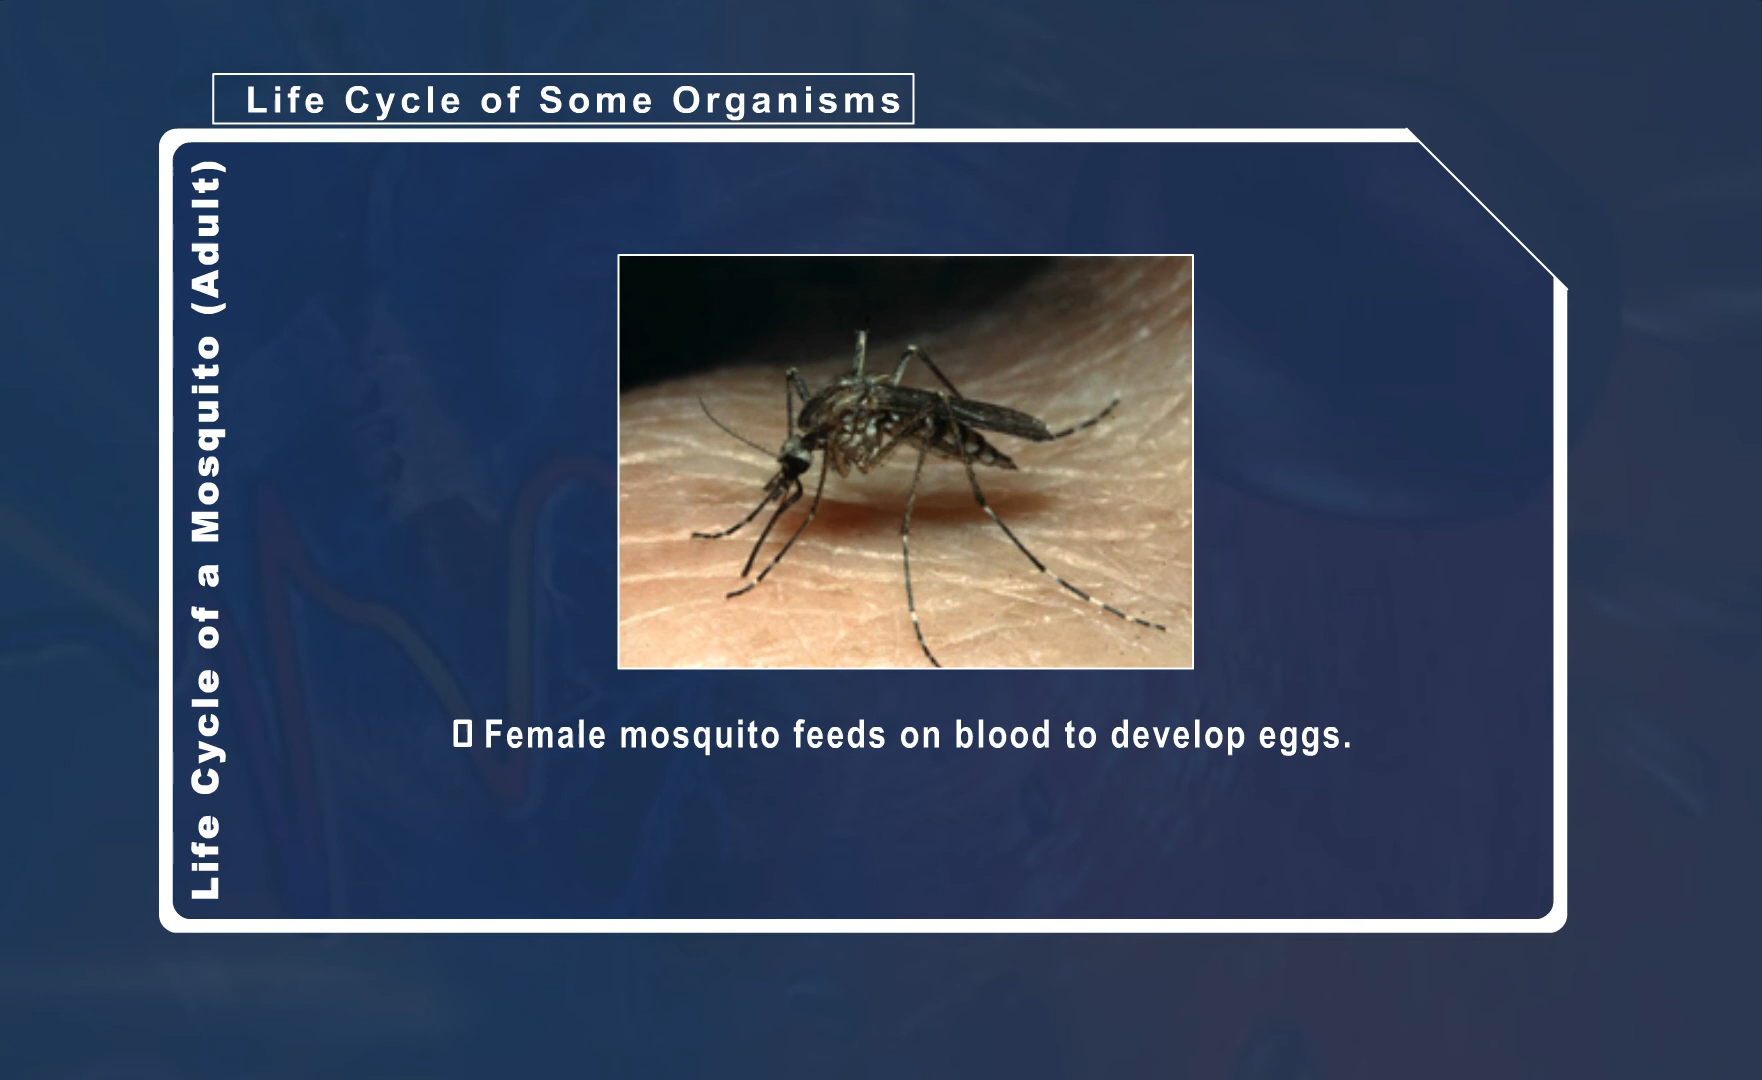 Life Cycle of Some Organisms
Life Cycle of a Mosquito (Adult)
▯ Female mosquito feeds on blood to develop eggs.